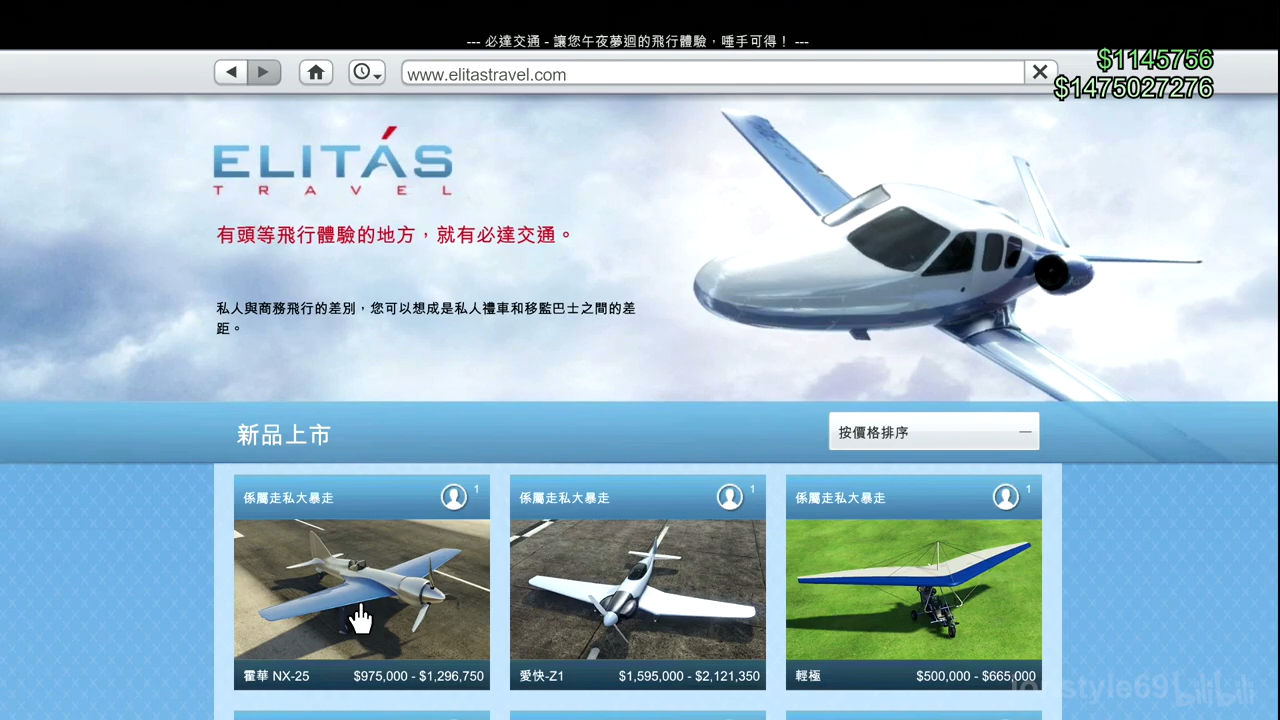 --- 必達交通 - 讓您午夜夢迴的飛行體驗，唾手可得！ ---
www.elitastravel.com
$1145756
$1475027276
ELITÁS
TRAVEL
有頭等飛行體驗的地方，就有必達交通。
私人與商務飛行的差別，您可以想成是私人禮車和移監巴士之間的差
距。
新品上市
按價格排序
係屬走私大暴走 1
係屬走私大暴走 1
係屬走私大暴走 1
霍華 NX-25 $975,000 - $1,296,750
愛快-Z1 $1,595,000 - $2,121,350
輕極 $500,000 - $665,000
bilibili